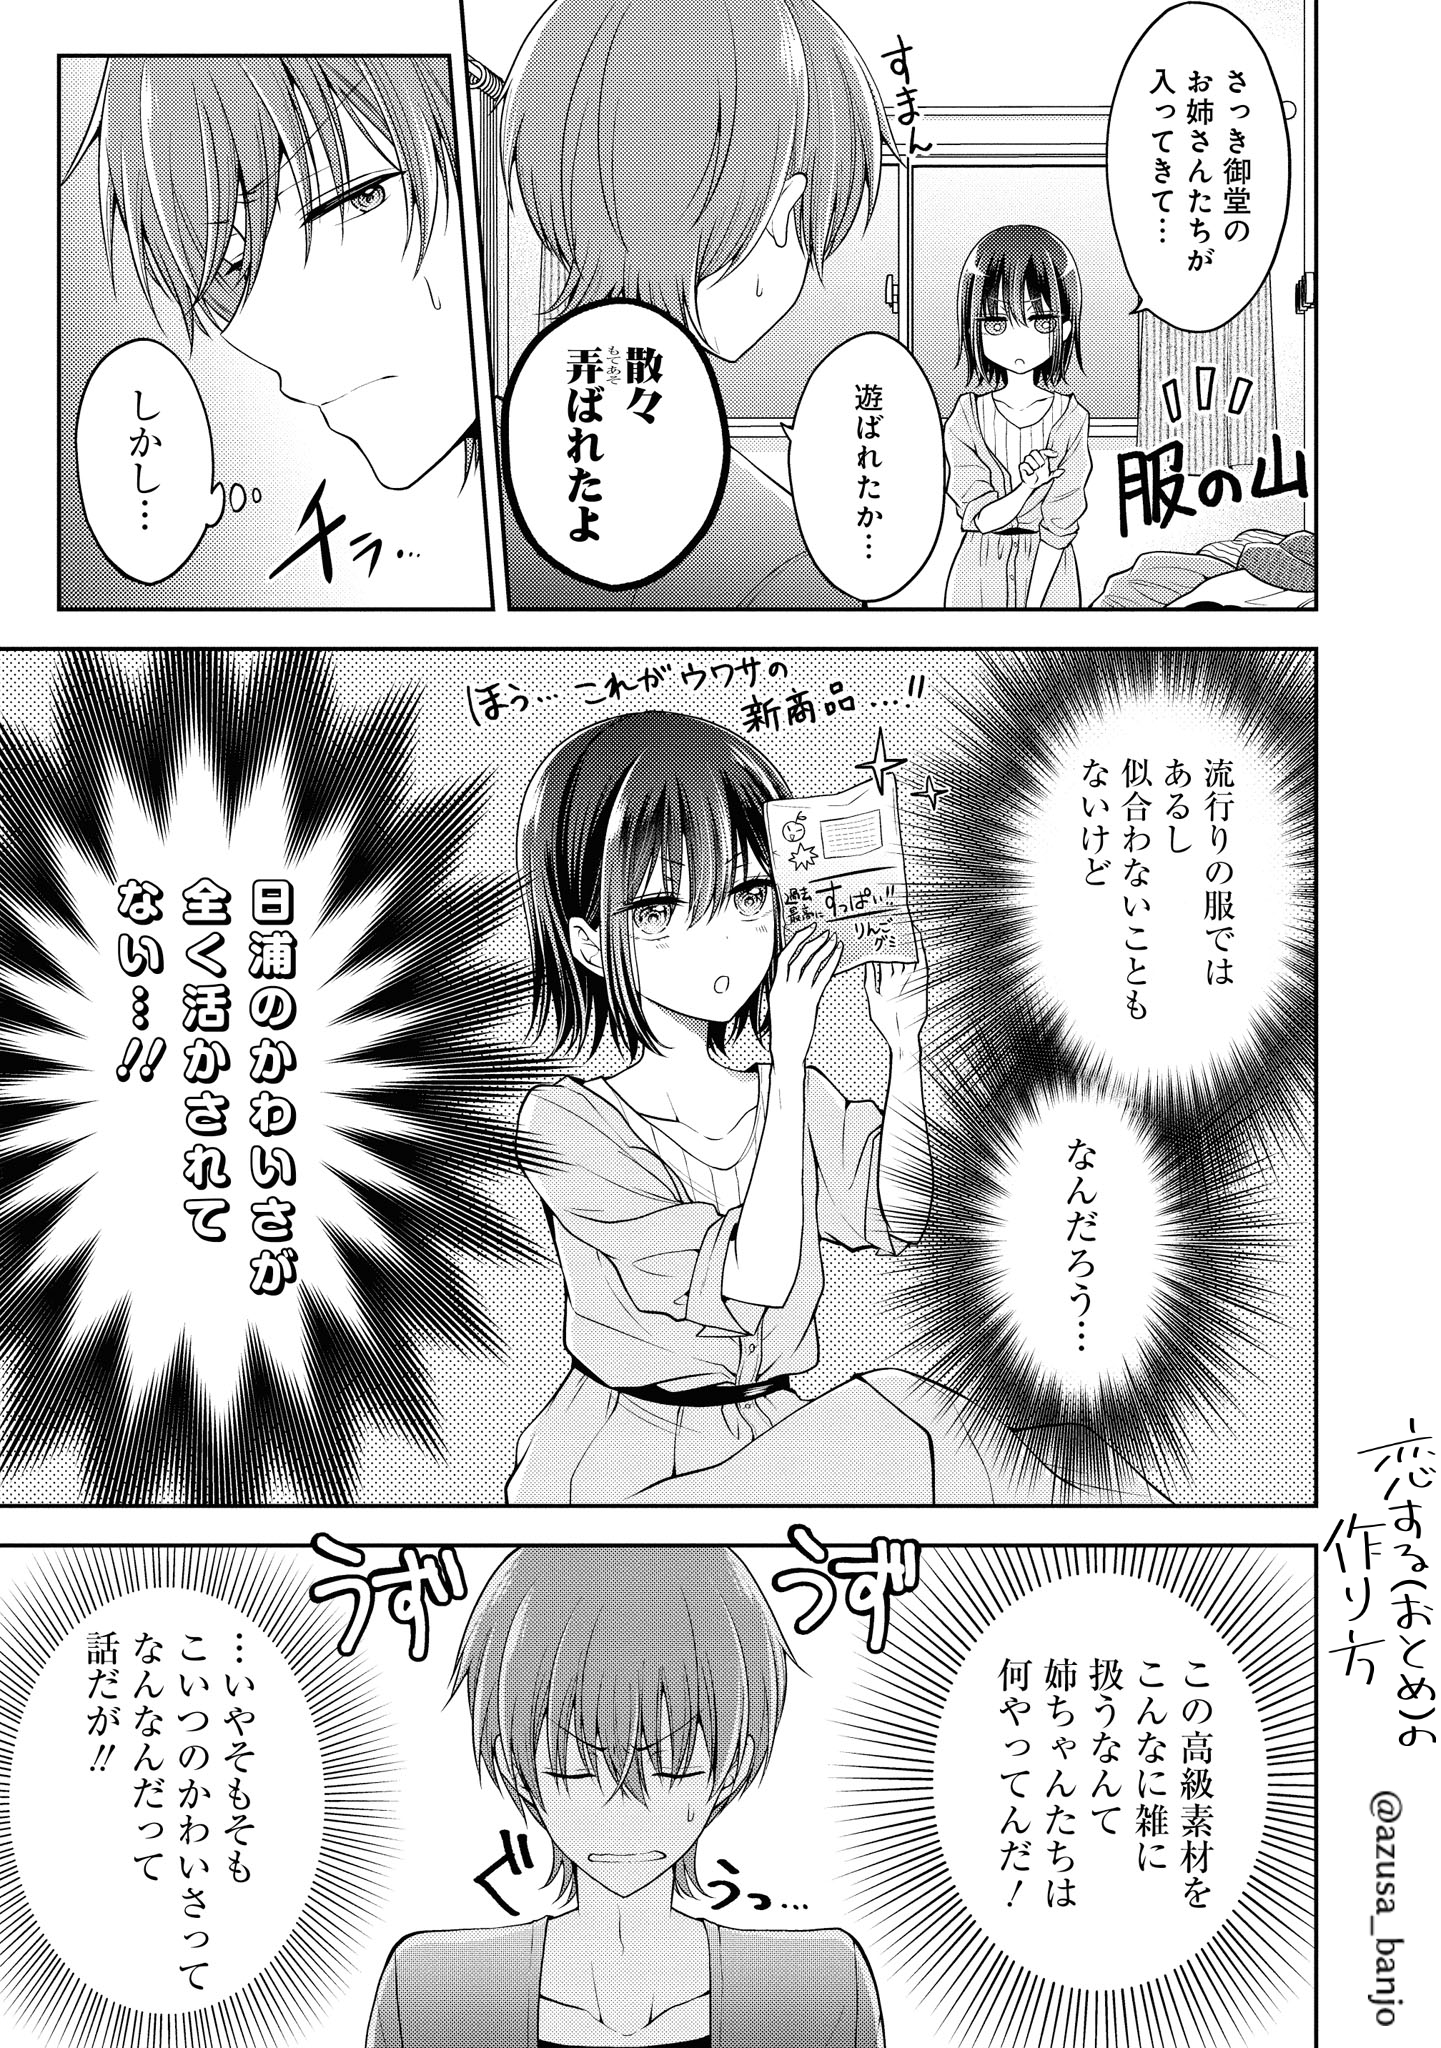 さっき御堂の
お姉さんたちが
入ってきて…
服の山
すまん
遊ばれたか…
散々
弄ばれたよ
もてあそ
チラ…
しかし…
流行りの服では
あるし
似合わないことも
ないけど
なんだろう…
ほう…これがウワサの
新商品…!!
過去
最高に
すっぱい!!
りんご
グミ
日浦のかわいさが
全く活かされて
ない…!!
この高級素材を
こんなに雑に
扱うなんて
姉ちゃんたちは
何やってんだ!
うず
うず
ぐ
うっ…
…いやそもそも
こいつのかわいさって
なんなんだって
話だが!!
恋する(おとめ)の
作り方
@azusa_banjo